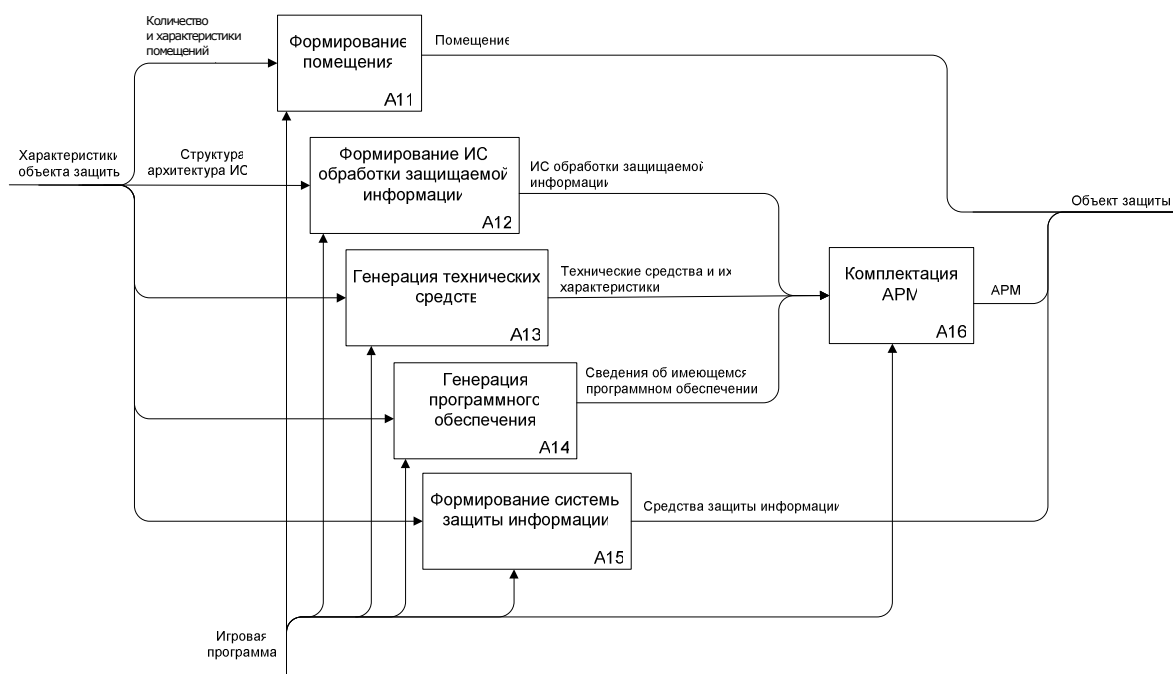 Количество
и характеристики
помещений
Формирование
помещения
A11
Помещение
Характеристики
объекта защиты
Структура
архитектура ИС
Формирование ИС
обработки защищаемой
информации
A12
ИС обработки защищаемой
информации
Объект защиты
Генерация технических
средств
A13
Технические средства и их
характеристики
Комплектация
АРМ
A16
АРМ
Генерация
программного
обеспечения
A14
Сведения об имеющемся
программном обеспечении
Формирование системы
защиты информации
A15
Средства защиты информации
Игровая
программа